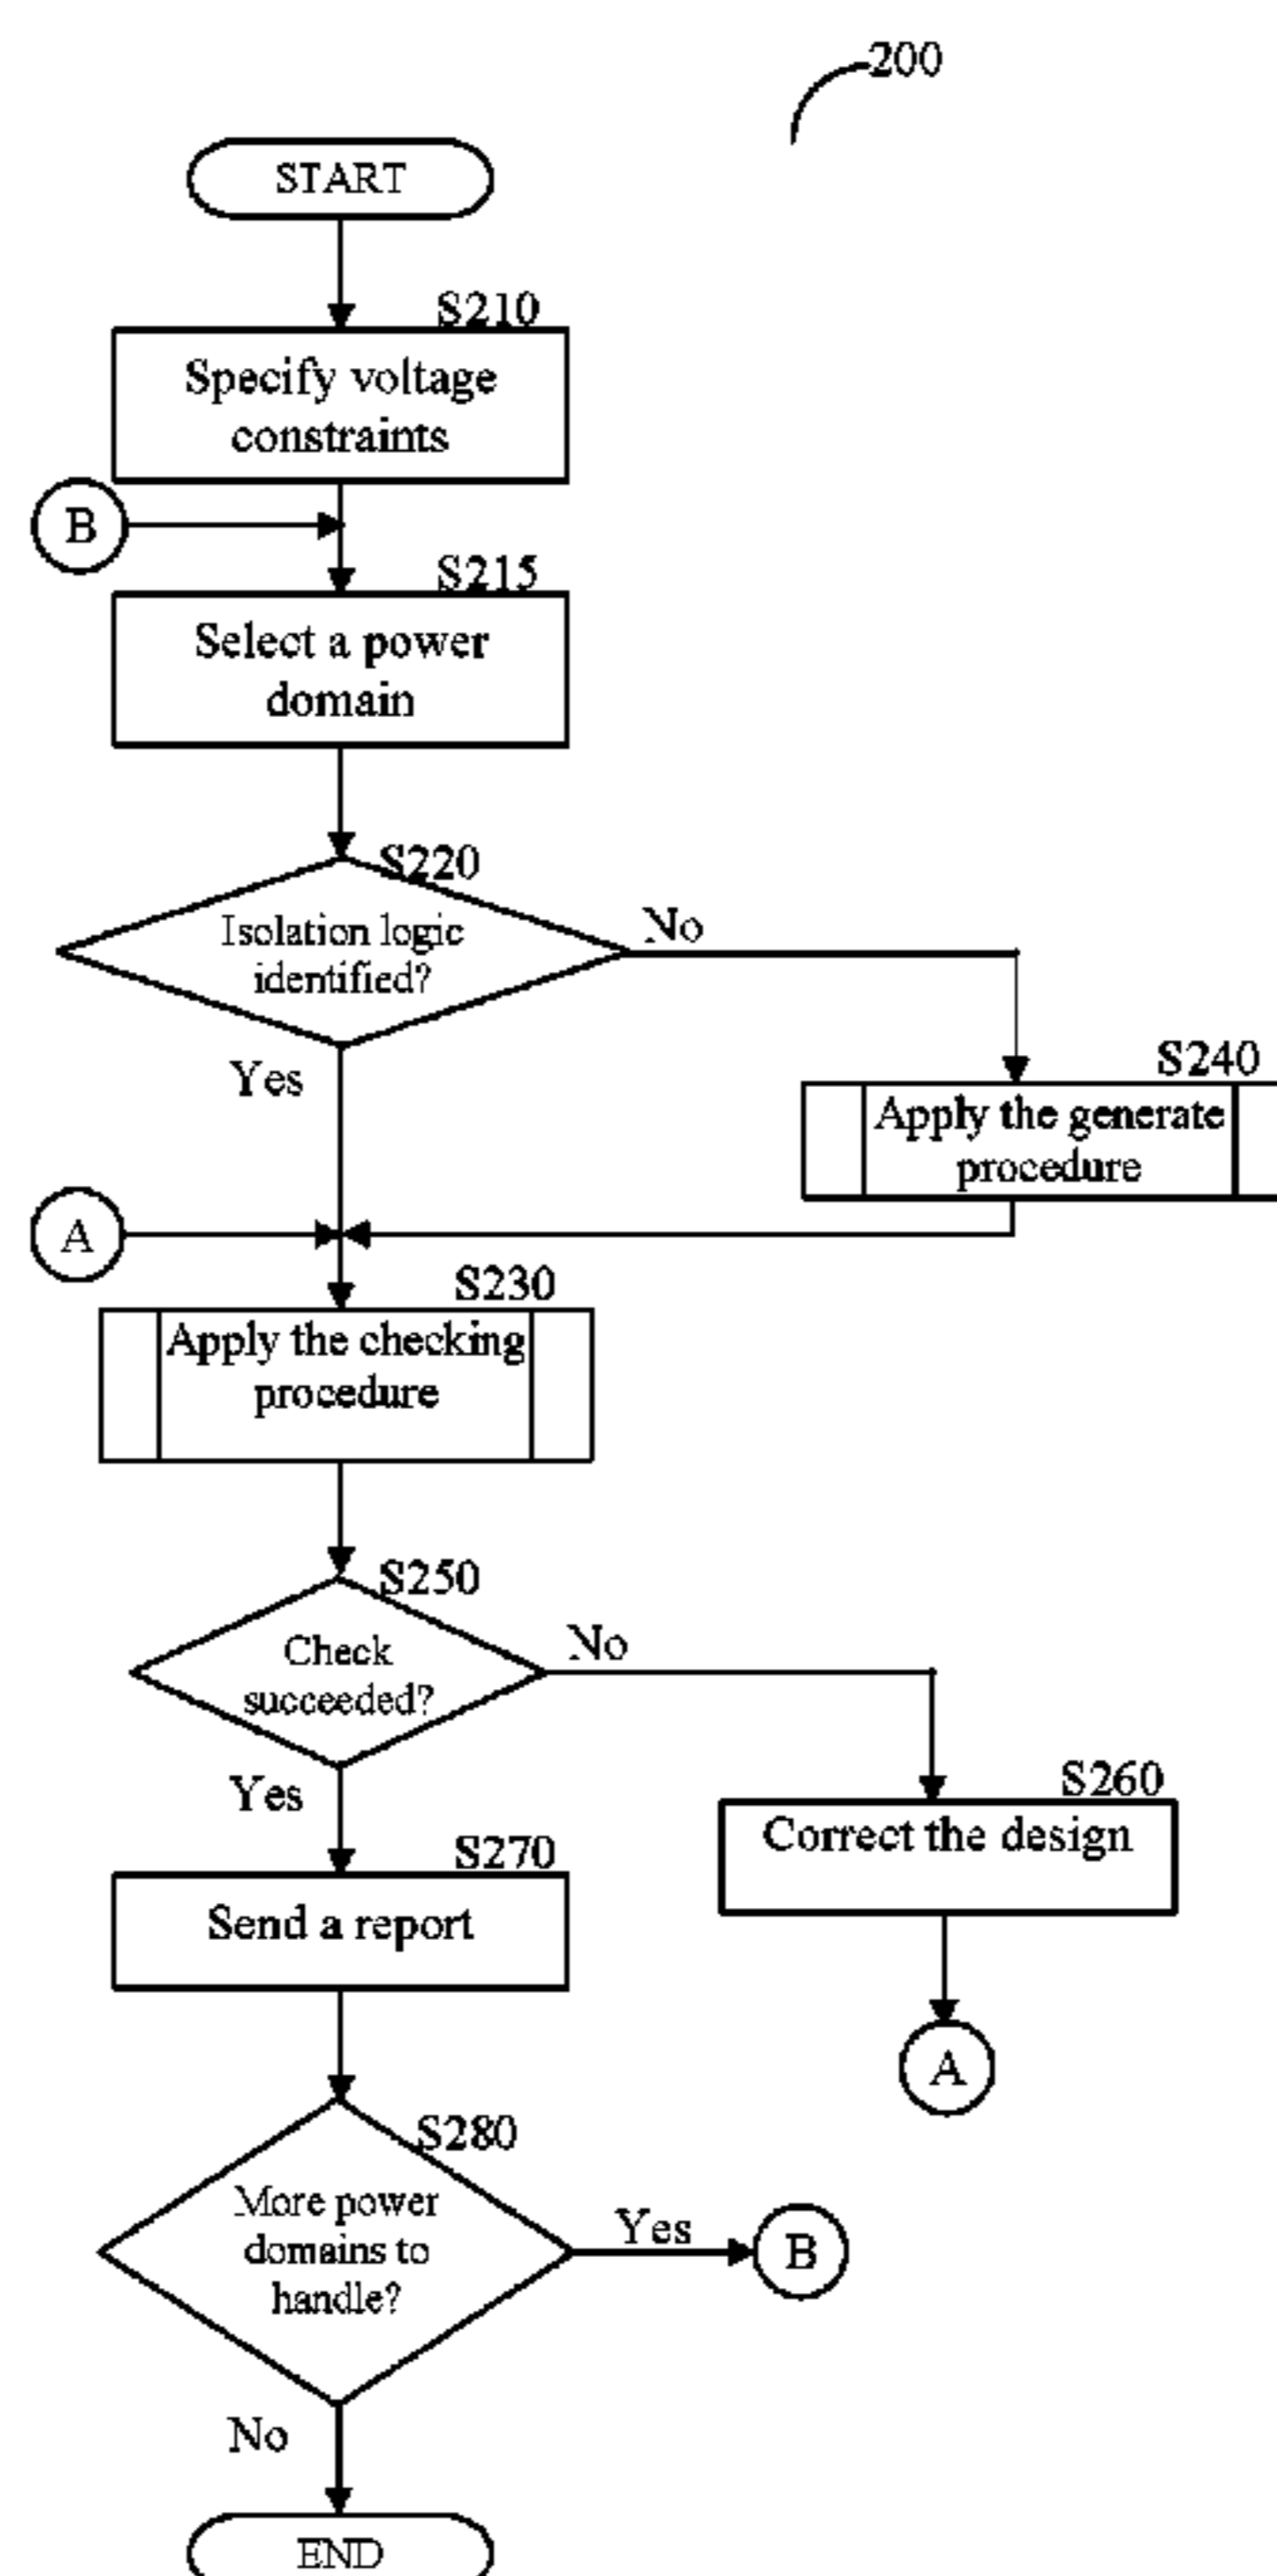 200
START
S210
Specify voltage
constraints
B
S215
Select a power
domain
S220
Isolation logic
identified?
No
Yes
S240
Apply the generate
procedure
A
S230
Apply the checking
procedure
S250
Check
succeeded?
No
Yes
S260
Correct the design
S270
Send a report
A
S280
More power
domains to
handle?
Yes
B
No
END